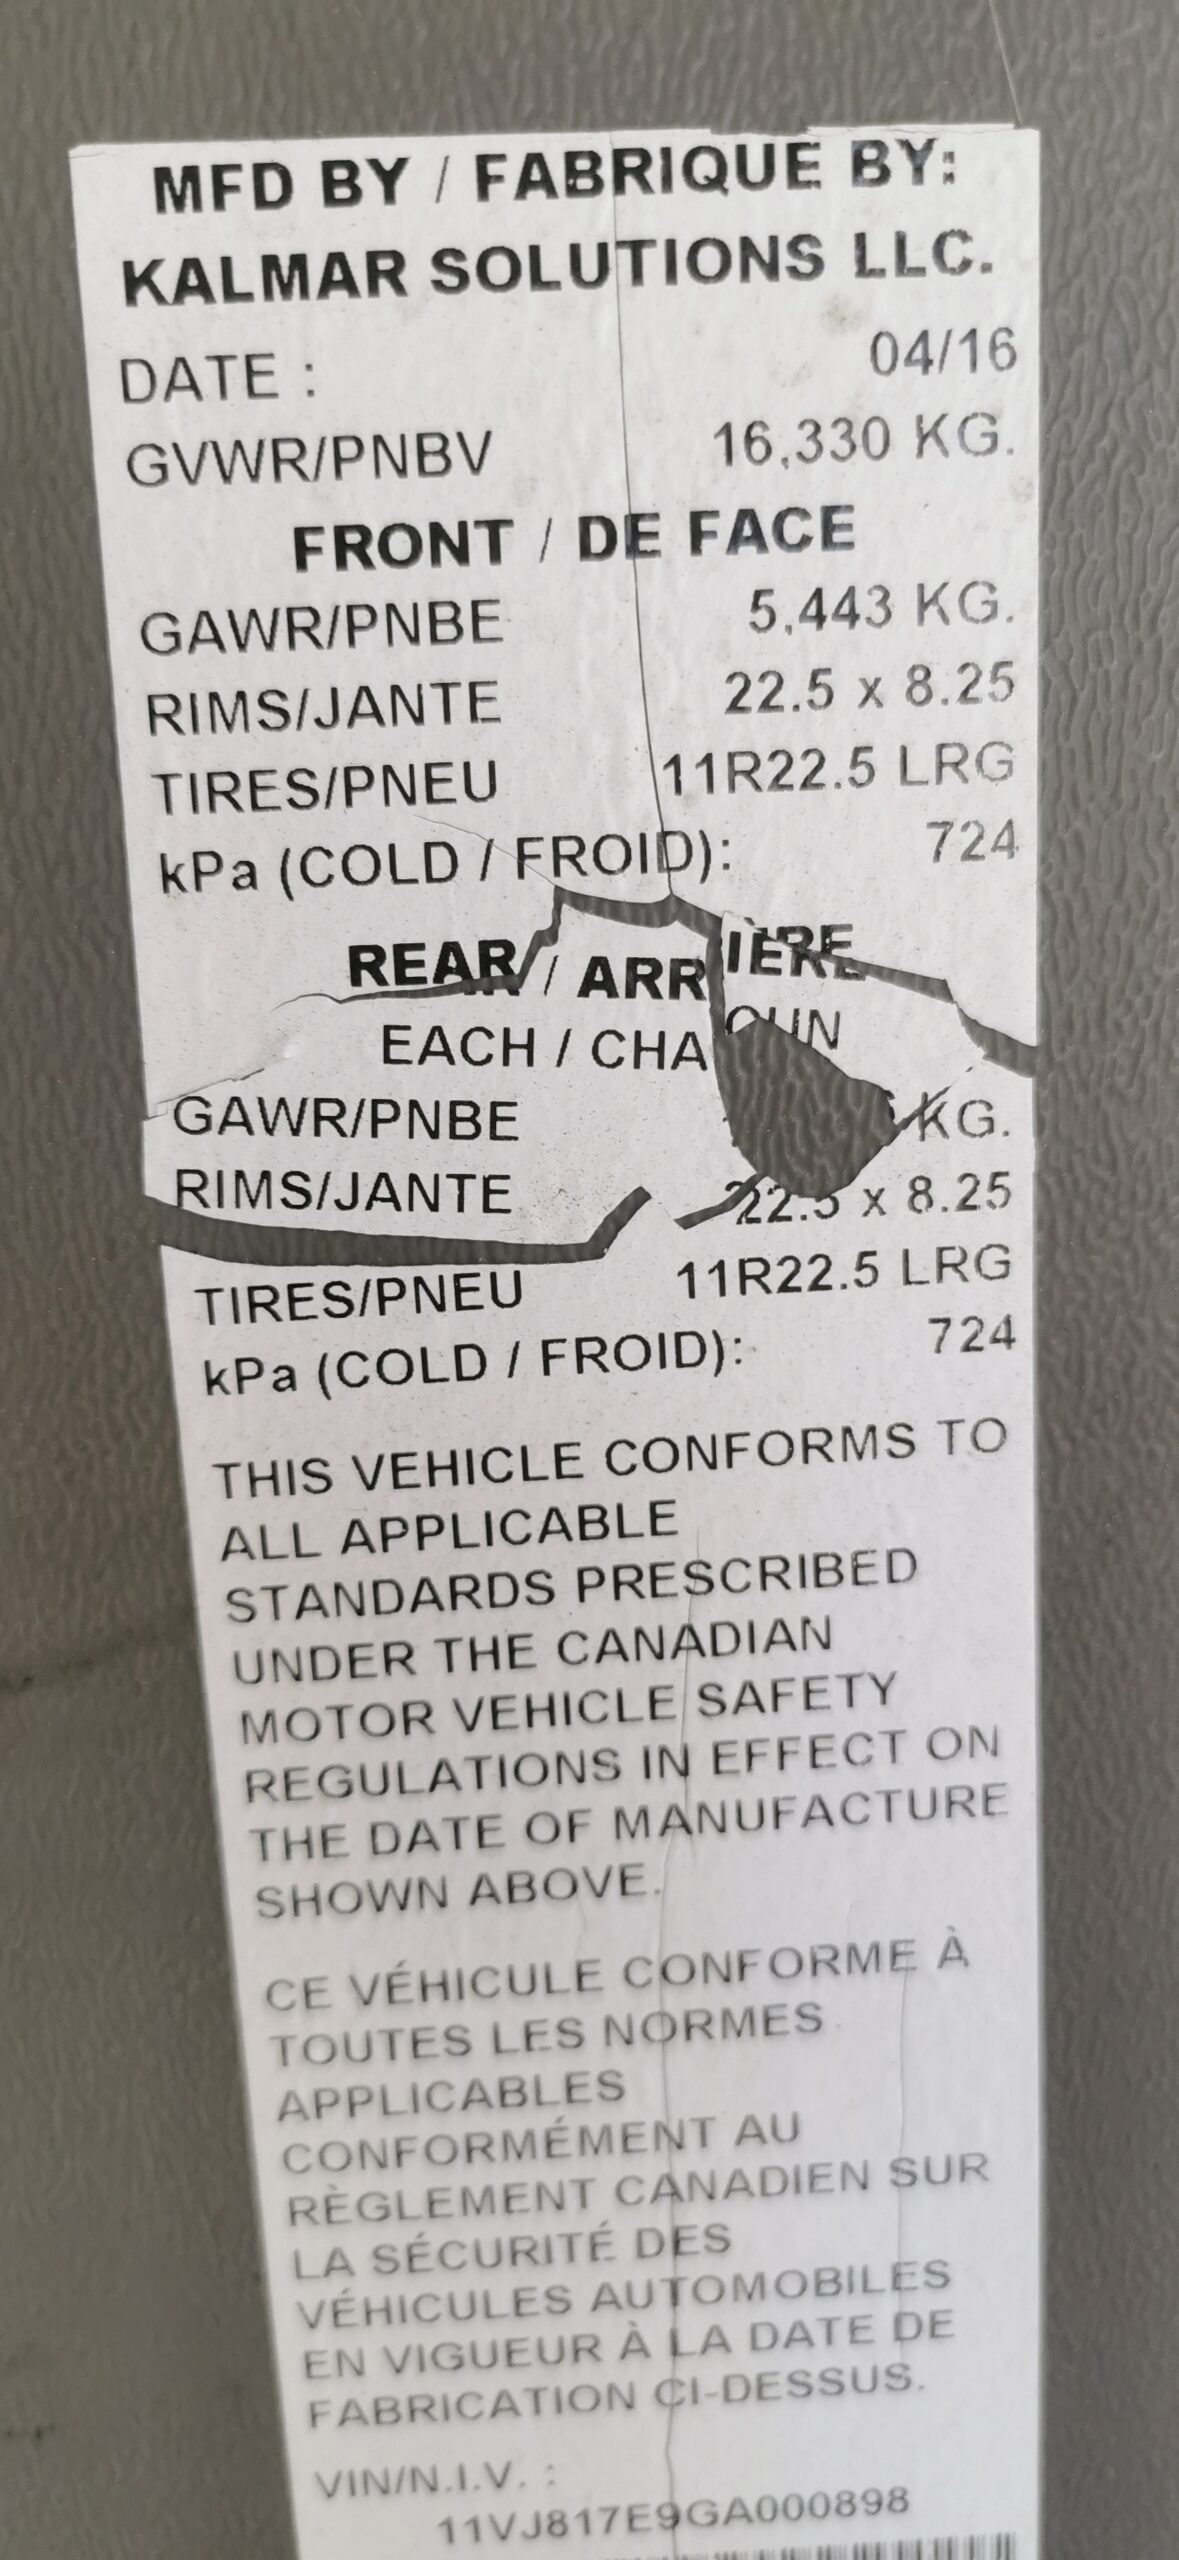 MFD BY / FABRIQUE BY:
KALMAR SOLUTIONS LLC.
DATE : 04/16
GVWR/PNBV 16,330 KG.
FRONT / DE FACE
GAWR/PNBE 5,443 KG.
RIMS/JANTE 22.5 x 8.25
TIRES/PNEU 11R22.5 LRG
kPa (COLD / FROID): 724
REAR / ARRIÈRE
EACH /
GAWR/PNBE KG.
RIMS/JANTE 22.5 x 8.25
TIRES/PNEU 11R22.5 LRG
kPa (COLD / FROID): 724
THIS VEHICLE CONFORMS TO
ALL APPLICABLE
STANDARDS PRESCRIBED
UNDER THE CANADIAN
MOTOR VEHICLE SAFETY
REGULATIONS IN EFFECT ON
THE DATE OF MANUFACTURE
SHOWN ABOVE.
CE VÉHICULE CONFORME À
TOUTES LES NORMES
APPLICABLES
CONFORMÉMENT AU
RÈGLEMENT CANADIEN SUR
LA SÉCURITÉ DES
VÉHICULES AUTOMOBILES
EN VIGUEUR À LA DATE DE
FABRICATION CI-DESSUS.
VIN/N.I.V. :
11VJ817E9GA000898